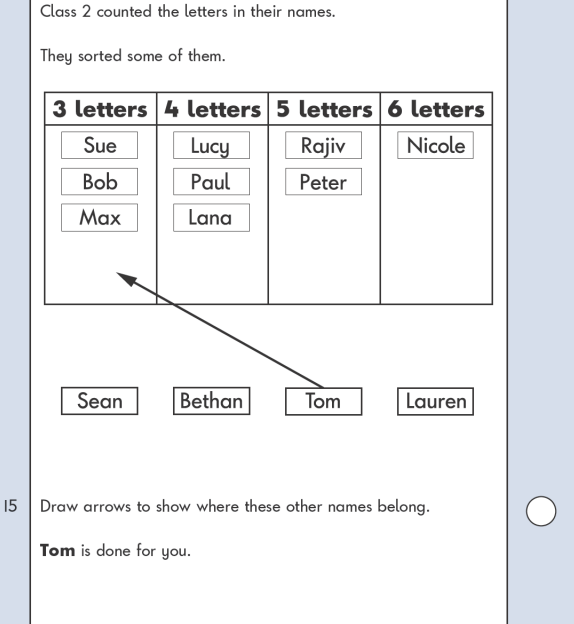 Class 2 counted the letters in their names.
They sorted some of them.
3 letters 4 letters 5 letters 6 letters
Sue Lucy Rajiv Nicole
Bob Paul Peter
Max Lana
Sean Bethan Tom Lauren
15 Draw arrows to show where these other names belong.
Tom is done for you.